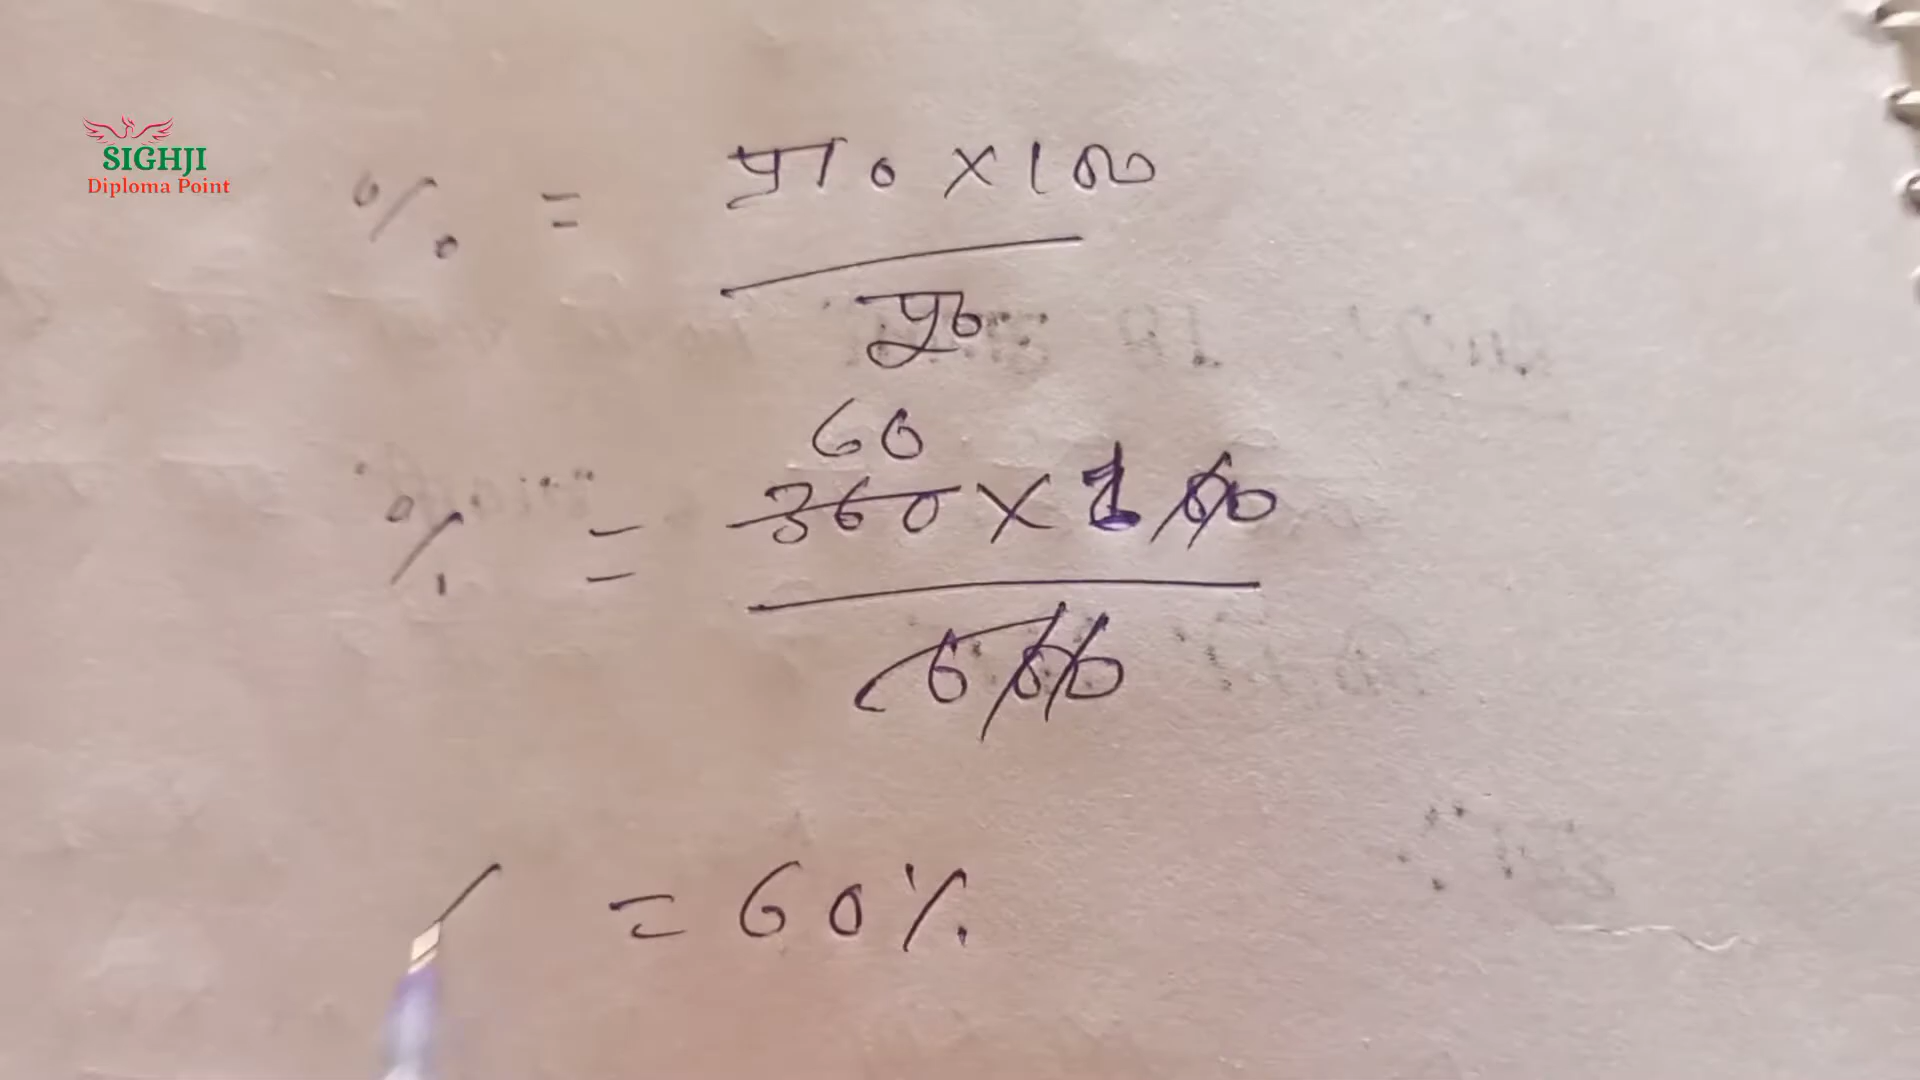 SIGHJI
Diploma Point
% = प्रा० × 100
पू०
60
% = 360 × 100
600
= 60%